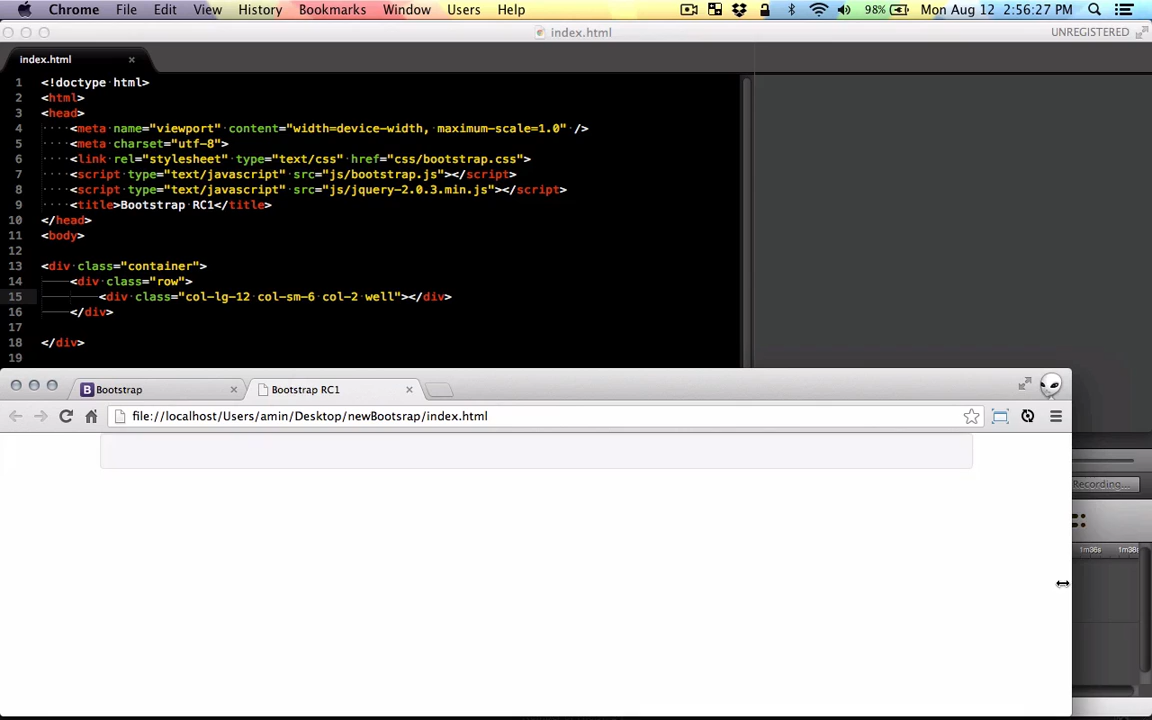 Chrome File Edit View History Bookmarks Window Users Help 98% Mon Aug 12 2:56:27 PM
index.html UNREGISTERED
index.html ×
1 <!doctype html>
2 <html>
3 <head>
4 <meta name="viewport" content="width=device-width, maximum-scale=1.0" />
5 <meta charset="utf-8">
6 <link rel="stylesheet" type="text/css" href="css/bootstrap.css">
7 <script type="text/javascript" src="js/bootstrap.js"></script>
8 <script type="text/javascript" src="js/jquery-2.0.3.min.js"></script>
9 <title>Bootstrap RC1</title>
10 </head>
11 <body>
12
13 <div class="container">
14 <div class="row">
15 <div class="col-lg-12 col-sm-6 col-2 well"></div>
16 </div>
17
18 </div>
19
B Bootstrap × Bootstrap RC1 ×
file://localhost/Users/amin/Desktop/newBootsrap/index.html
Recording...
1m36s 1m38s